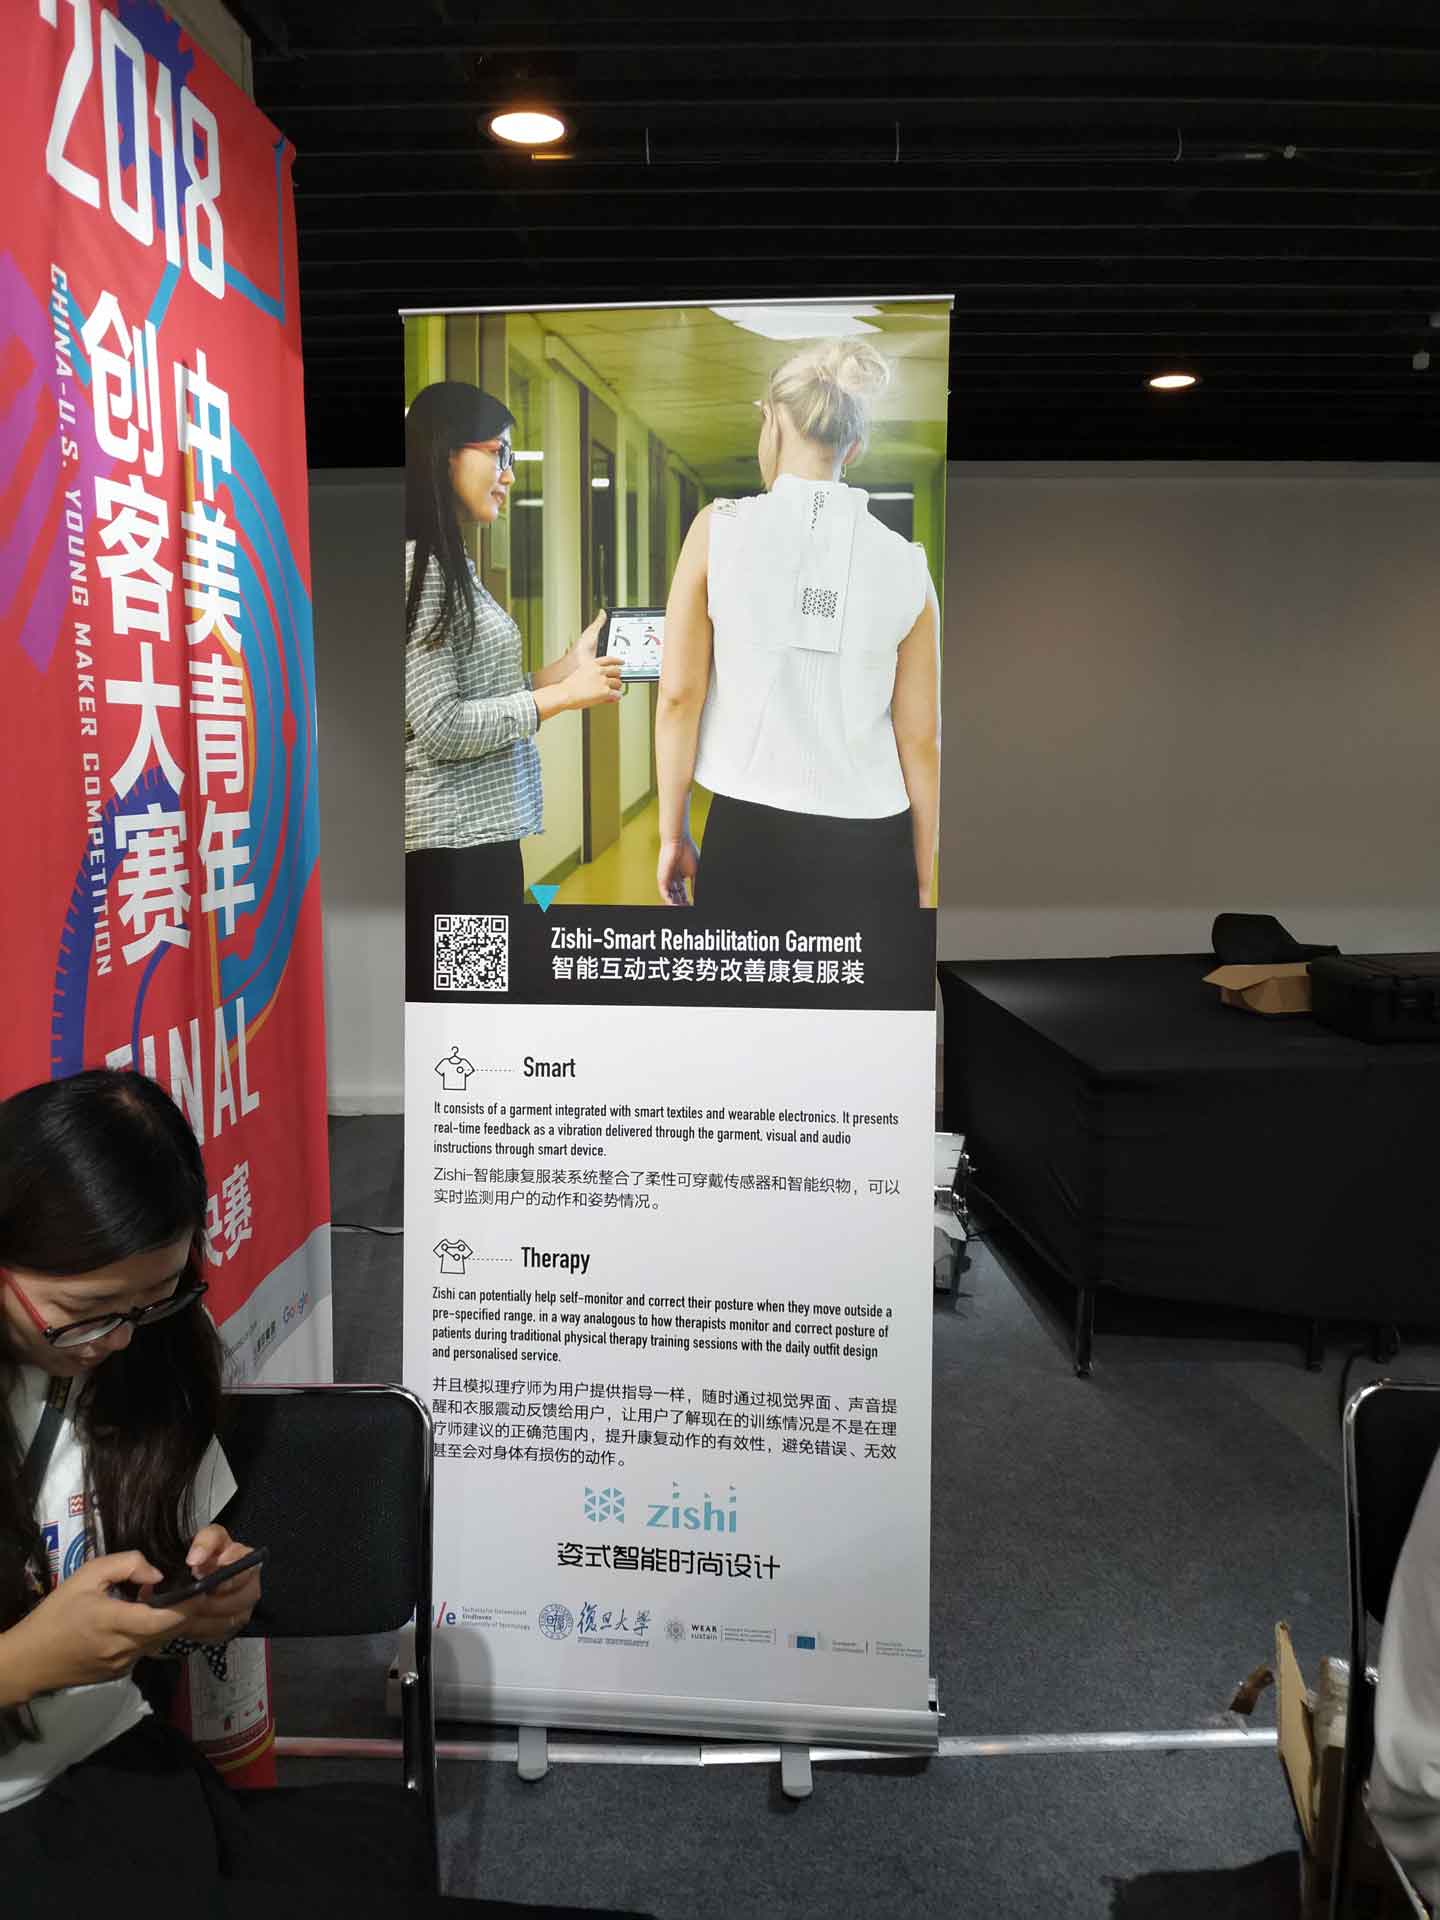 2018
中美青年
创客大赛
CHINA-U.S. YOUNG MAKER COMPETITION
FINAL
决赛
Google
Zishi-Smart Rehabilitation Garment
智能互动式姿势改善康复服装
Smart
It consists of a garment integrated with smart textiles and wearable electronics. It presents
real-time feedback as a vibration delivered through the garment, visual and audio
instructions through smart device.
Zishi-智能康复服装系统整合了柔性可穿戴传感器和智能织物，可以
实时监测用户的动作和姿势情况。
Therapy
Zishi can potentially help self-monitor and correct their posture when they move outside a
pre-specified range, in a way analogous to how therapists monitor and correct posture of
patients during traditional physical therapy training sessions with the daily outfit design
and personalised service.
并且模拟理疗师为用户提供指导一样，随时通过视觉界面、声音提
醒和衣服震动反馈给用户，让用户了解现在的训练情况是不是在理
疗师建议的正确范围内，提升康复动作的有效性，避免错误、无效
甚至会对身体有损伤的动作。
zishi
姿式智能时尚设计
/e
Technische Universiteit
Eindhoven
University of Technology
復旦大學
FUDAN UNIVERSITY
WEAR
sustain
European
Commission